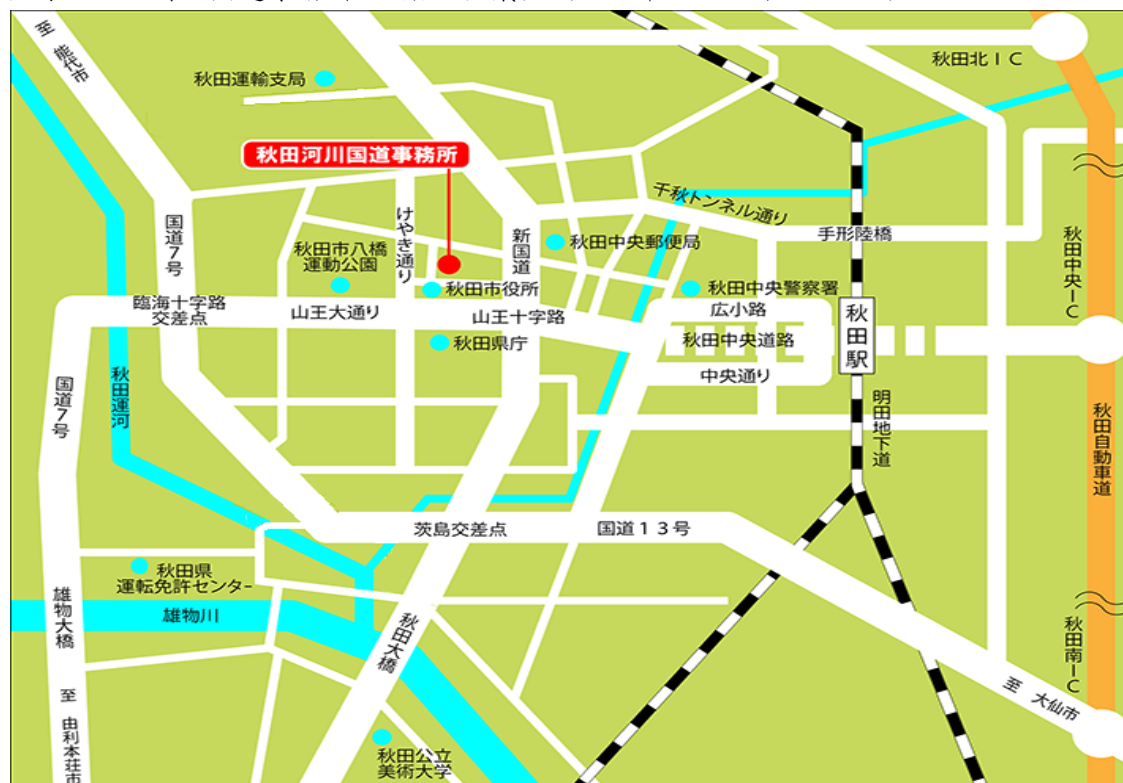 至 能代市
秋田北ＩＣ
秋田運輸支局
秋田河川国道事務所
千秋トンネル通り
国道７号
けやき通り
新国道
秋田中央郵便局
手形陸橋
秋田中央ＩＣ
秋田市八橋
運動公園
秋田市役所
秋田中央警察署
臨海十字路
交差点
山王大通り
山王十字路
広小路
秋田駅
秋田県庁
秋田中央道路
中央通り
国道７号
秋田運河
明田地下道
秋田自動車道
茨島交差点
国道１３号
秋田県
運転免許センター
雄物大橋
雄物川
秋田大橋
秋田南ＩＣ
至 大仙市
至 由利本荘市
秋田公立
美術大学